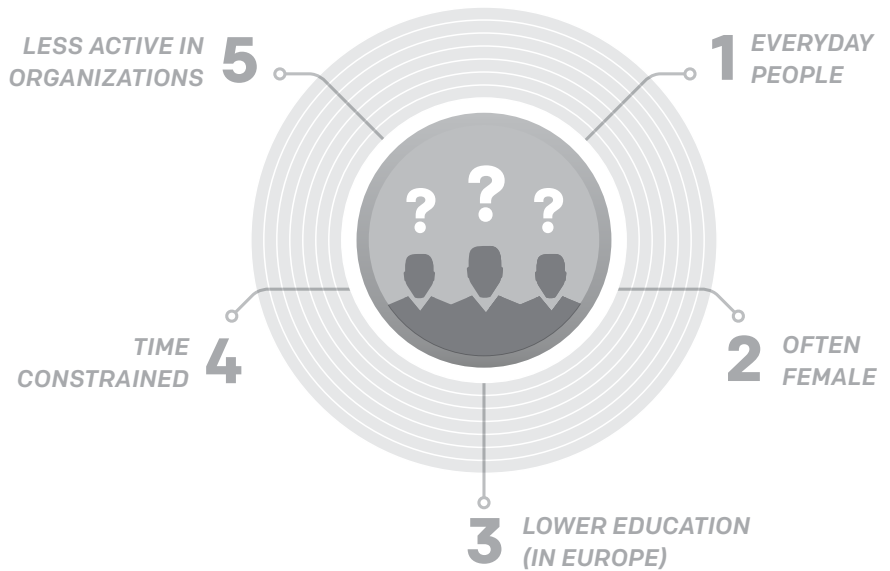 1 EVERYDAY
PEOPLE
2 OFTEN
FEMALE
3 LOWER EDUCATION
(IN EUROPE)
4 TIME
CONSTRAINED
5 LESS ACTIVE IN
ORGANIZATIONS
? ? ?